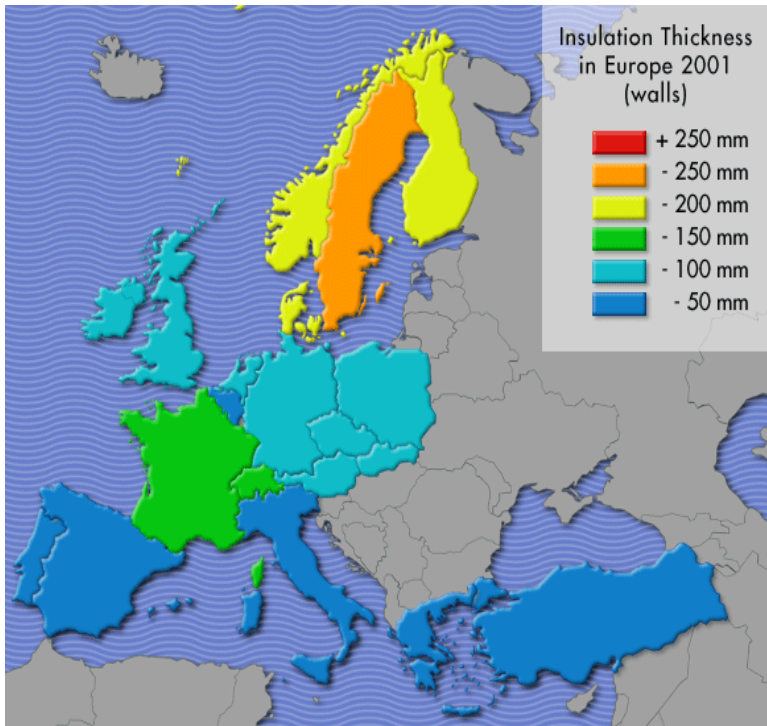 Insulation Thickness
in Europe 2001
(walls)
+ 250 mm
- 250 mm
- 200 mm
- 150 mm
- 100 mm
- 50 mm